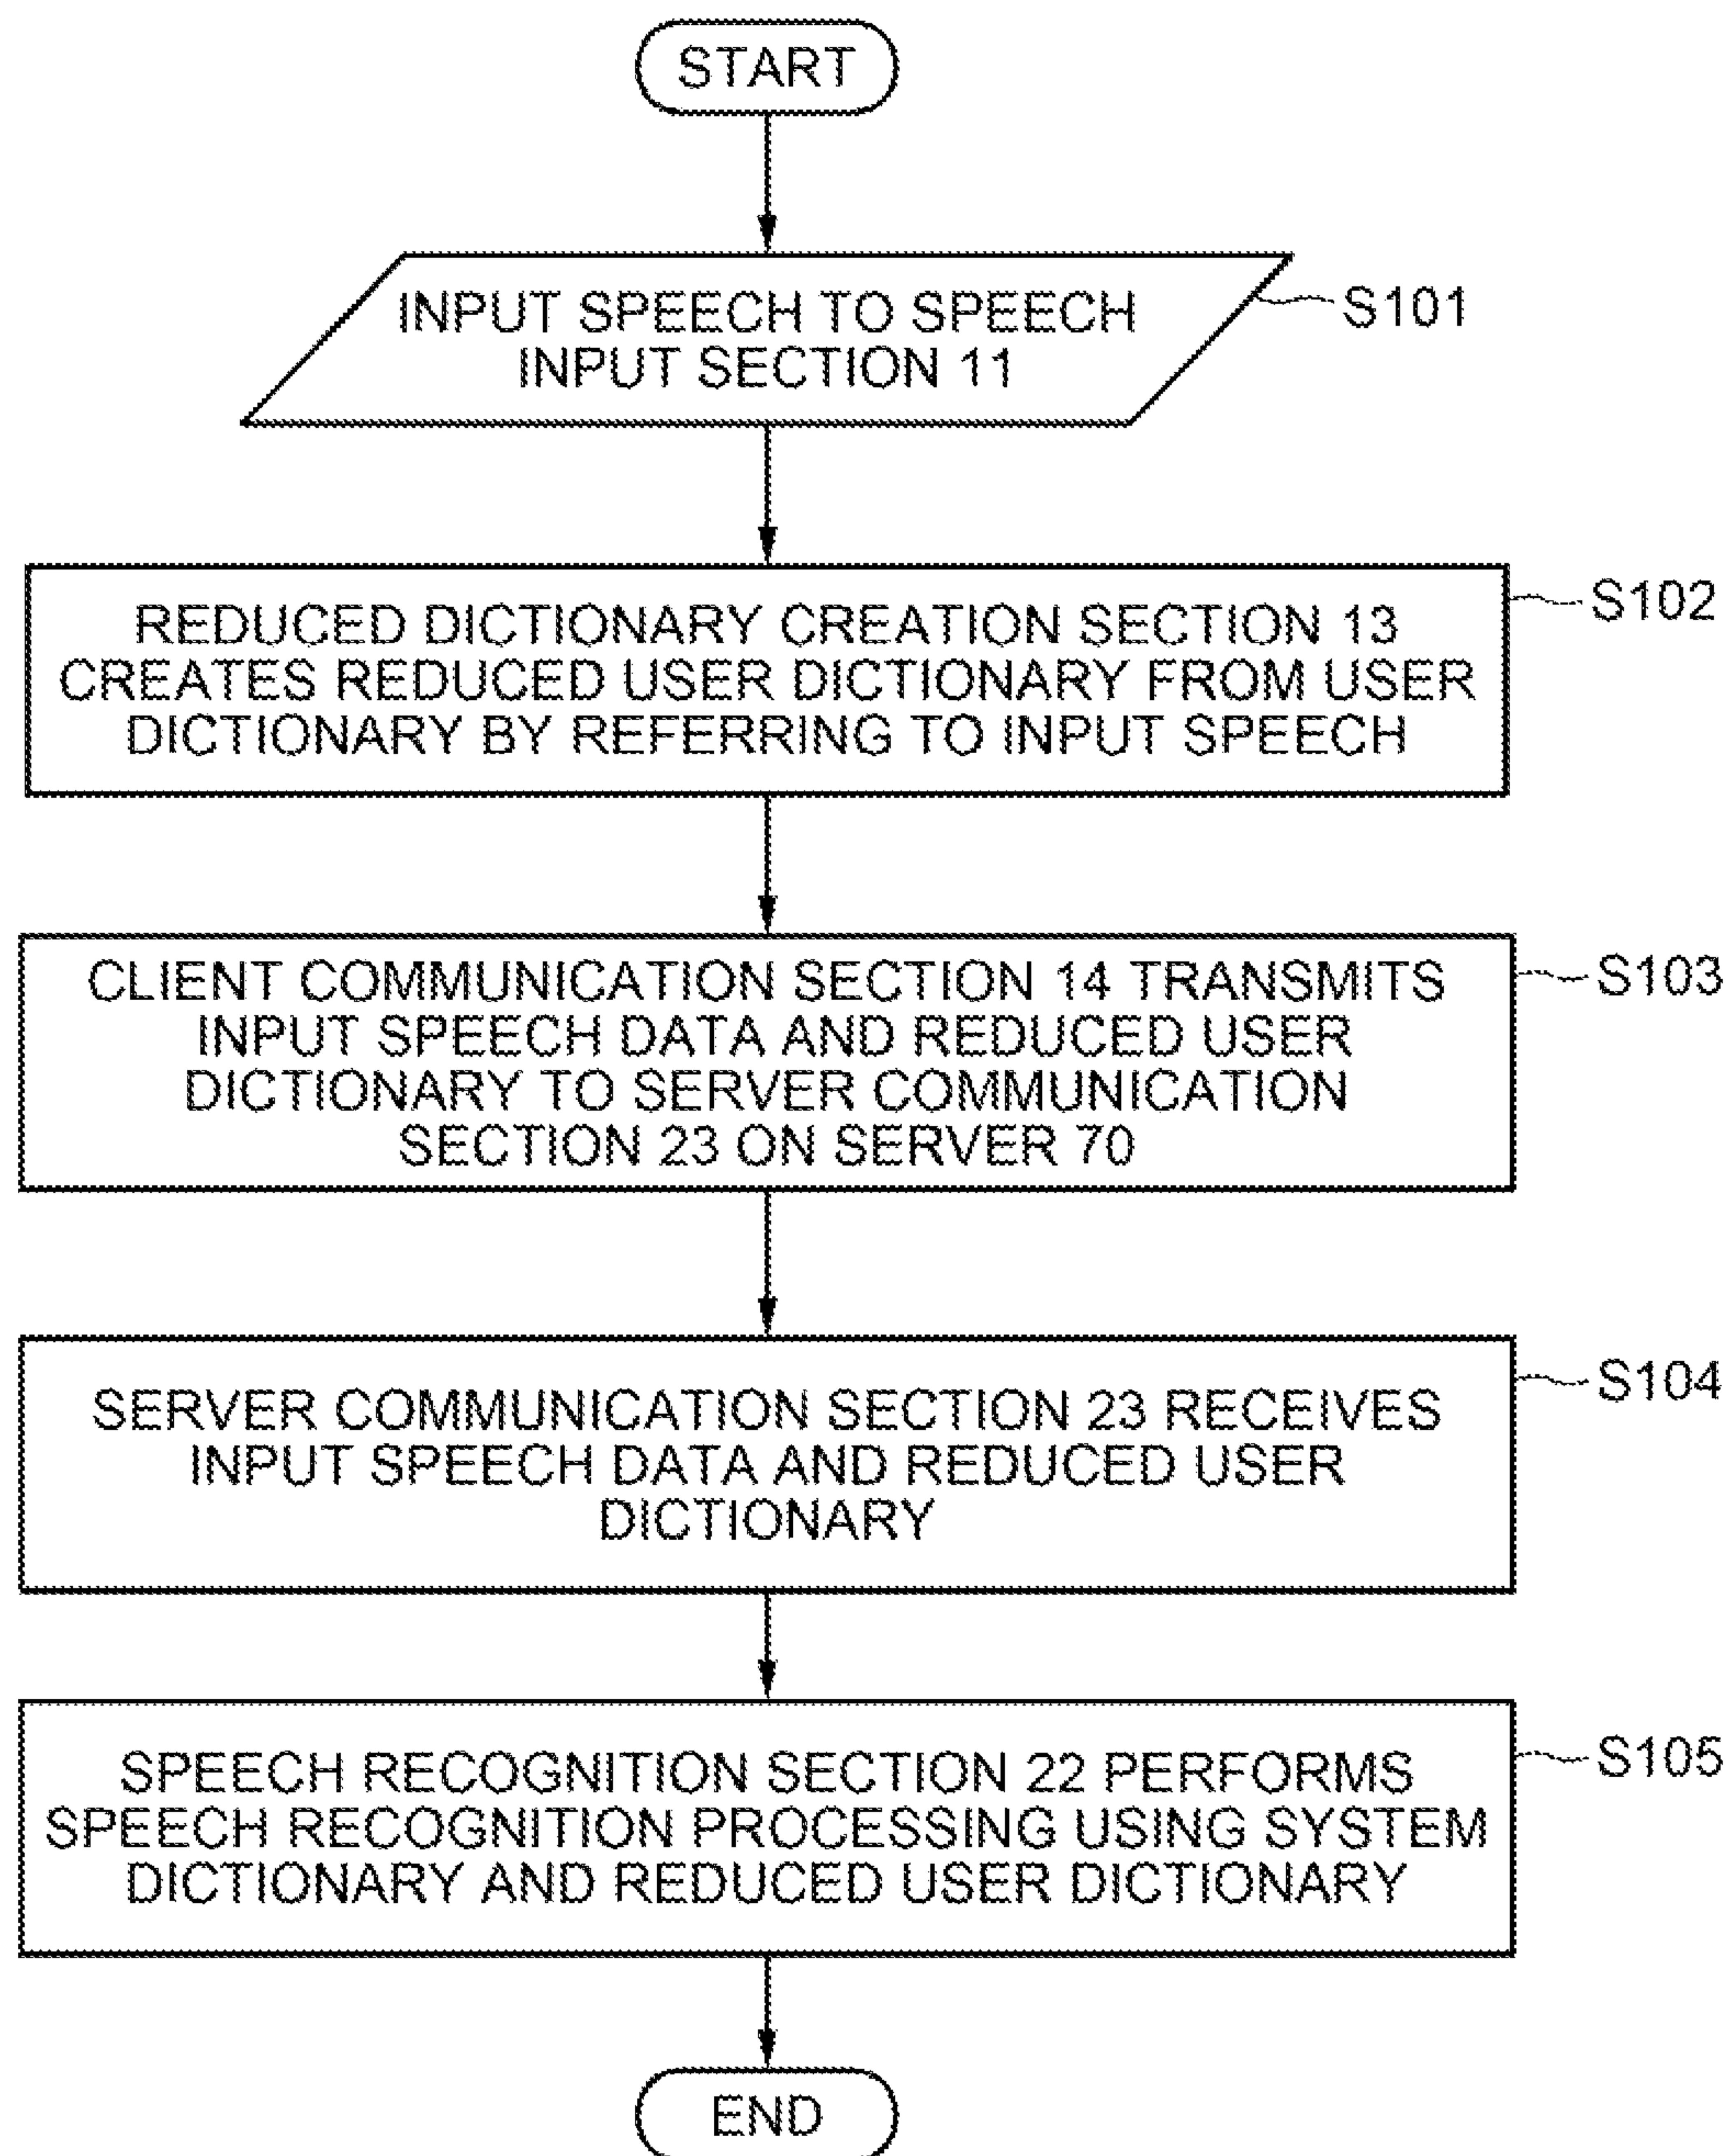 START
INPUT SPEECH TO SPEECH
INPUT SECTION 11
S101
REDUCED DICTIONARY CREATION SECTION 13
CREATES REDUCED USER DICTIONARY FROM USER
DICTIONARY BY REFERRING TO INPUT SPEECH
S102
CLIENT COMMUNICATION SECTION 14 TRANSMITS
INPUT SPEECH DATA AND REDUCED USER
DICTIONARY TO SERVER COMMUNICATION
SECTION 23 ON SERVER 70
S103
SERVER COMMUNICATION SECTION 23 RECEIVES
INPUT SPEECH DATA AND REDUCED USER
DICTIONARY
S104
SPEECH RECOGNITION SECTION 22 PERFORMS
SPEECH RECOGNITION PROCESSING USING SYSTEM
DICTIONARY AND REDUCED USER DICTIONARY
S105
END